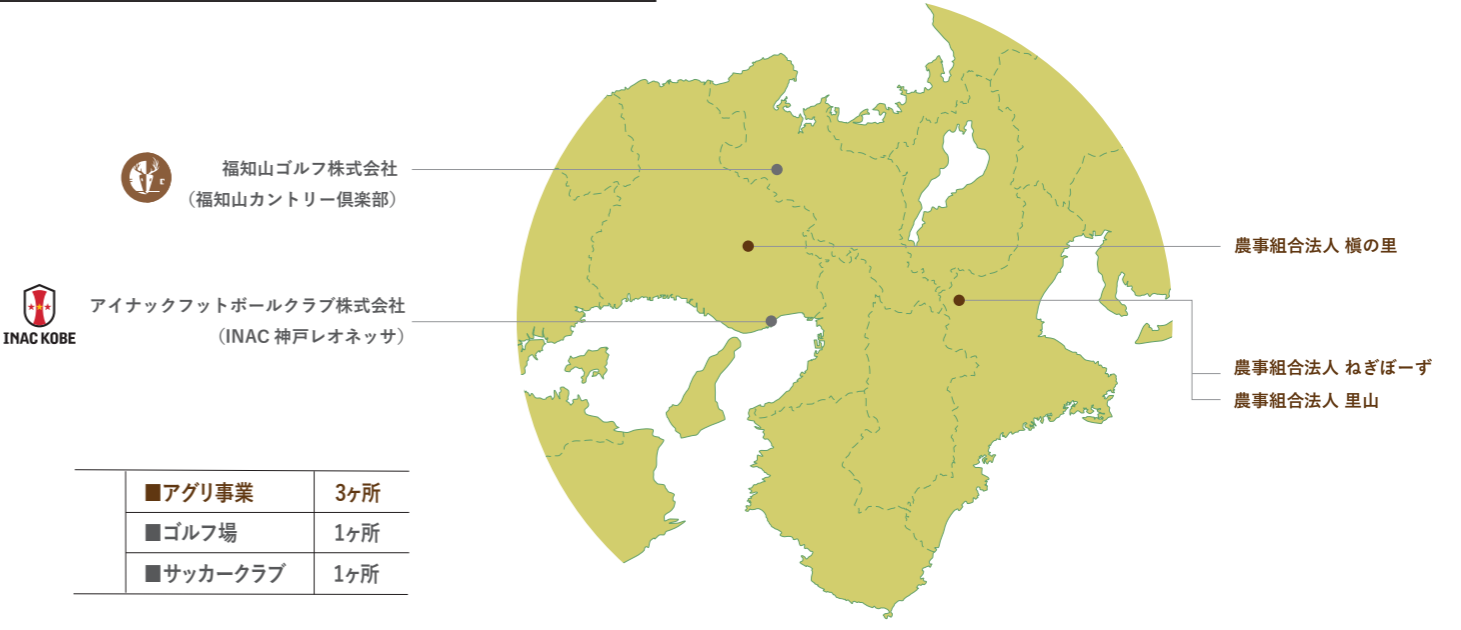 福知山ゴルフ株式会社
（福知山カントリー倶楽部）
アイナックフットボールクラブ株式会社
（INAC 神戸レオネッサ）
INAC KOBE
農事組合法人 槇の里
農事組合法人 ねぎぼーず
農事組合法人 里山
■アグリ事業 3ヶ所
■ゴルフ場 1ヶ所
■サッカークラブ 1ヶ所